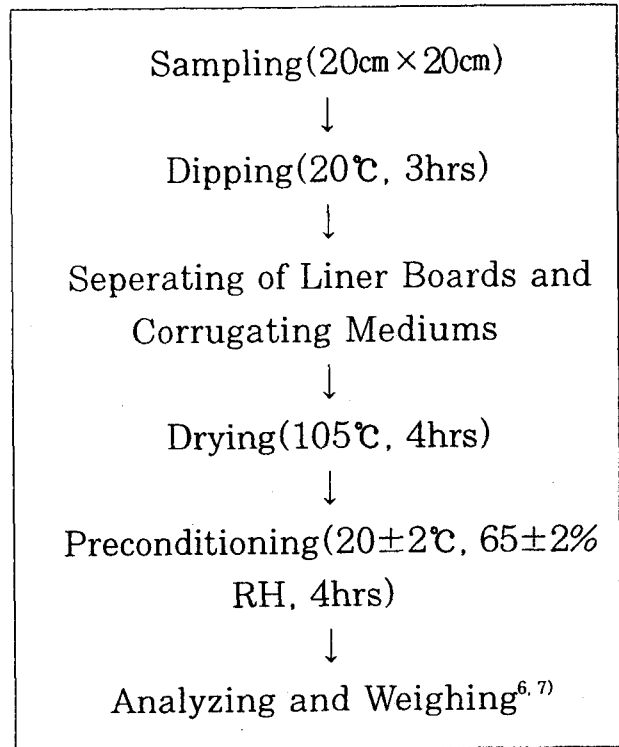 Sampling(20㎝×20㎝)
↓
Dipping(20℃, 3hrs)
↓
Seperating of Liner Boards and
Corrugating Mediums
↓
Drying(105℃, 4hrs)
↓
Preconditioning(20±2℃, 65±2%
RH, 4hrs)
↓
Analyzing and Weighing⁶˒ ⁷⁾